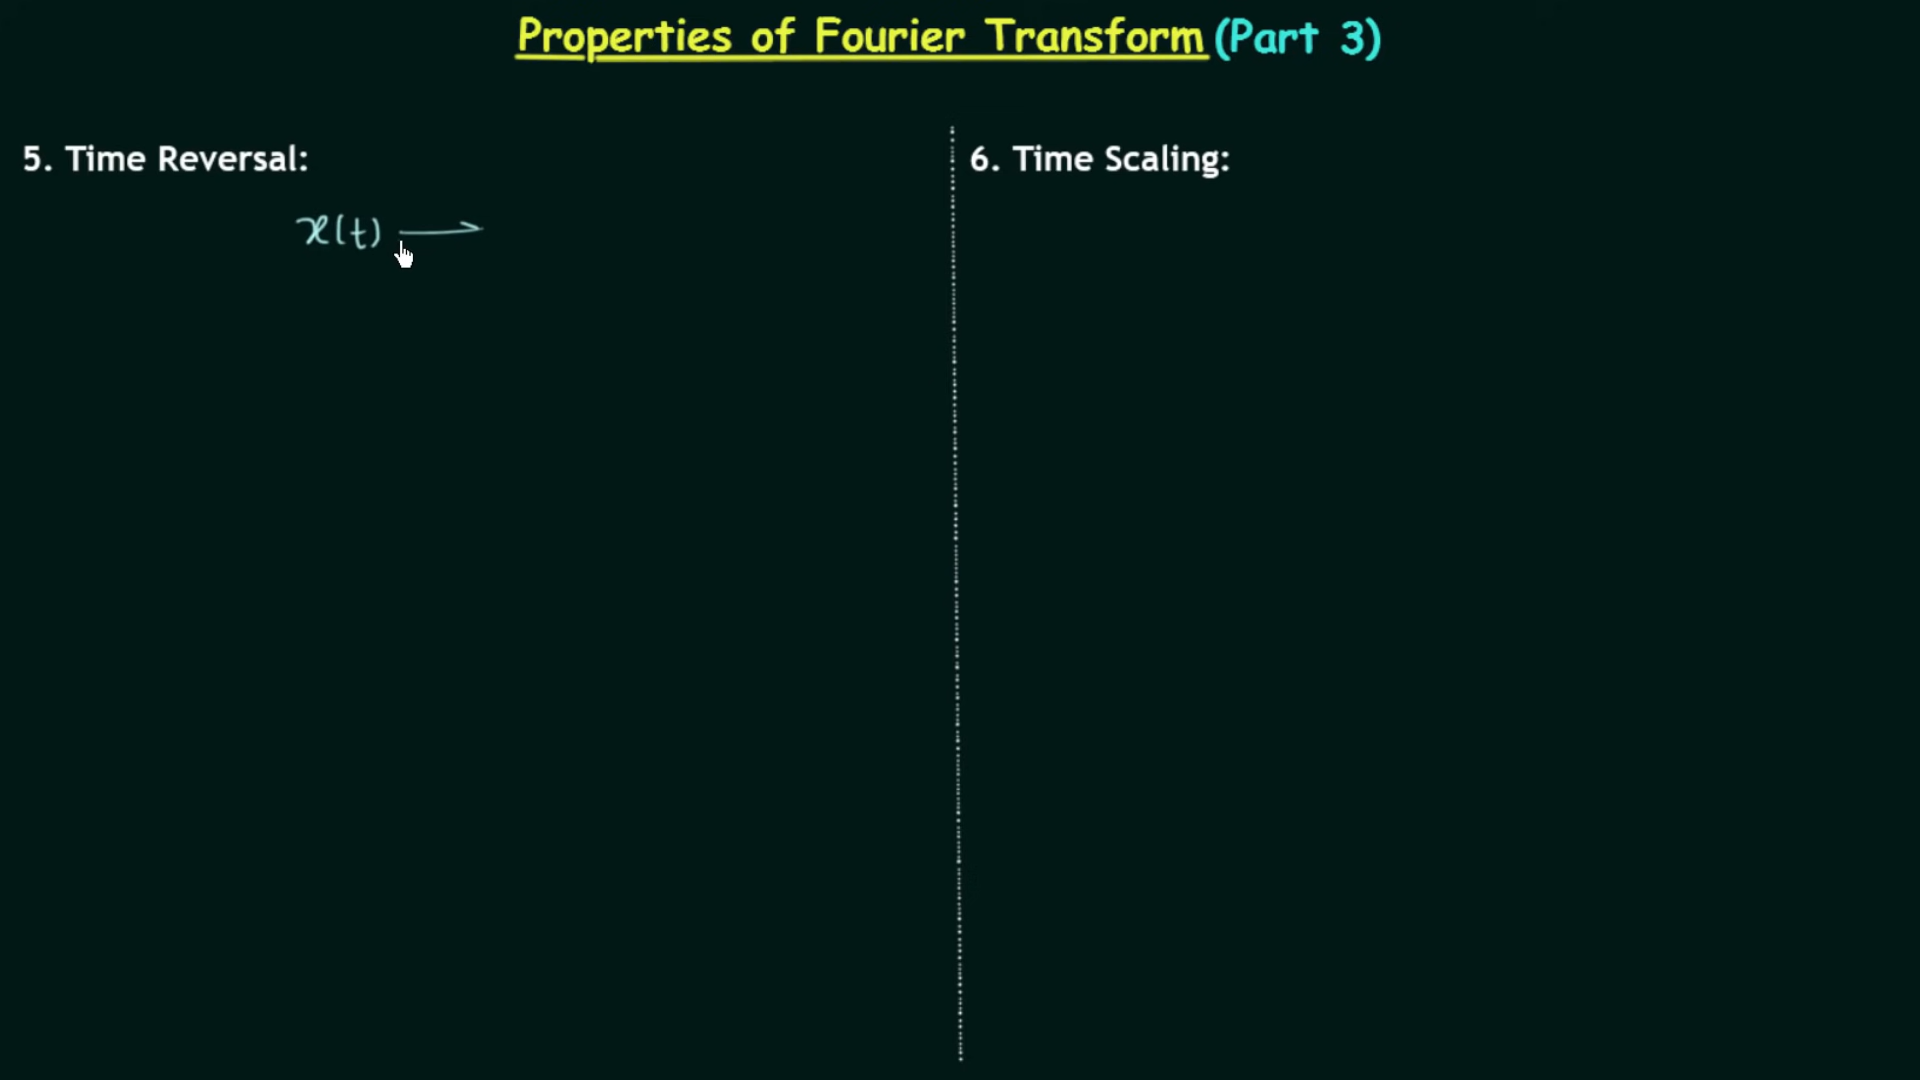 Properties of Fourier Transform (Part 3)
5. Time Reversal:
x(t) →
6. Time Scaling: